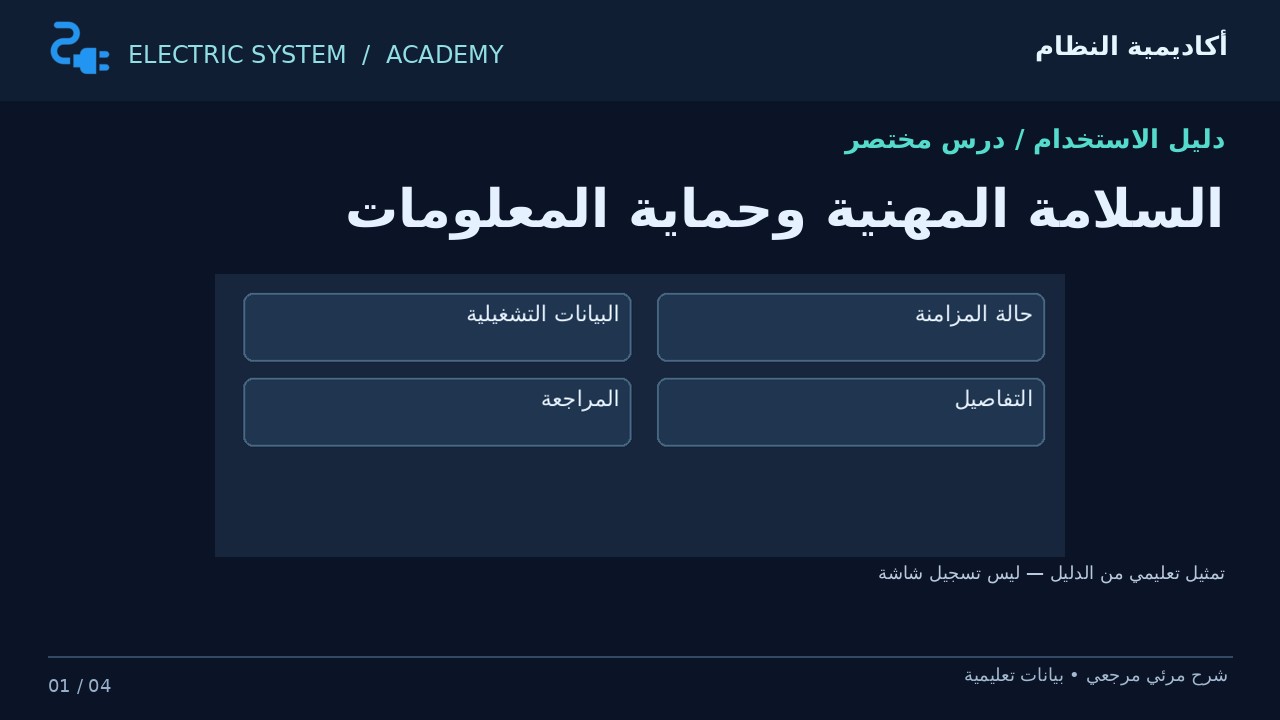 أكاديمية النظام
ELECTRIC SYSTEM / ACADEMY
دليل الاستخدام / درس مختصر
السلامة المهنية وحماية المعلومات
حالة المزامنة
البيانات التشغيلية
التفاصيل
المراجعة
تمثيل تعليمي من الدليل — ليس تسجيل شاشة
شرح مرئي مرجعي • بيانات تعليمية
01 / 04